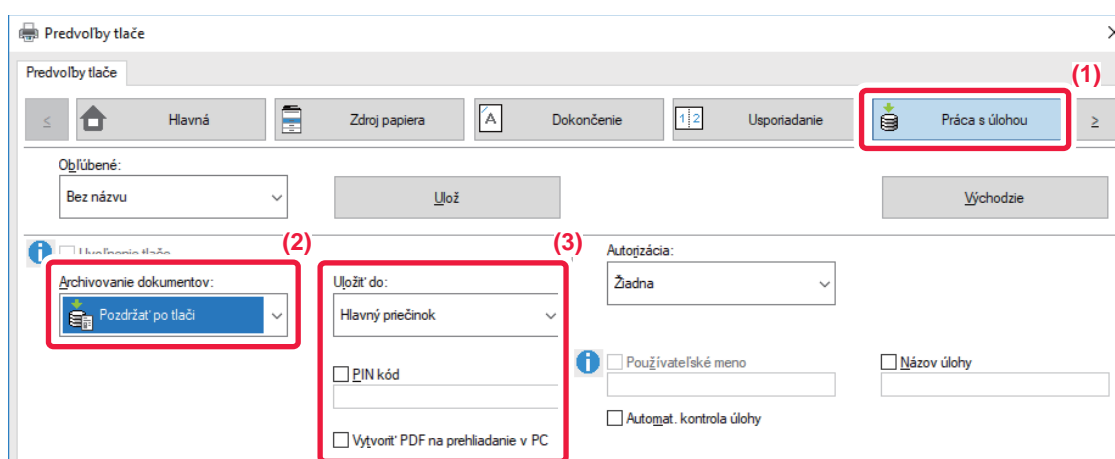 Predvoľby tlače
Predvoľby tlače
(1)
< Hlavná Zdroj papiera Dokončenie Usporiadanie Práca s úlohou >
Obľúbené:
Bez názvu Ulož Východzie
Uvoľnenie tlače (2) (3) Autorizácia:
Archivovanie dokumentov: Uložiť do: Žiadna
Pozdržať po tlači Hlavný priečinok
PIN kód Používateľské meno Názov úlohy
Automat. kontrola úlohy
Vytvoriť PDF na prehliadanie v PC